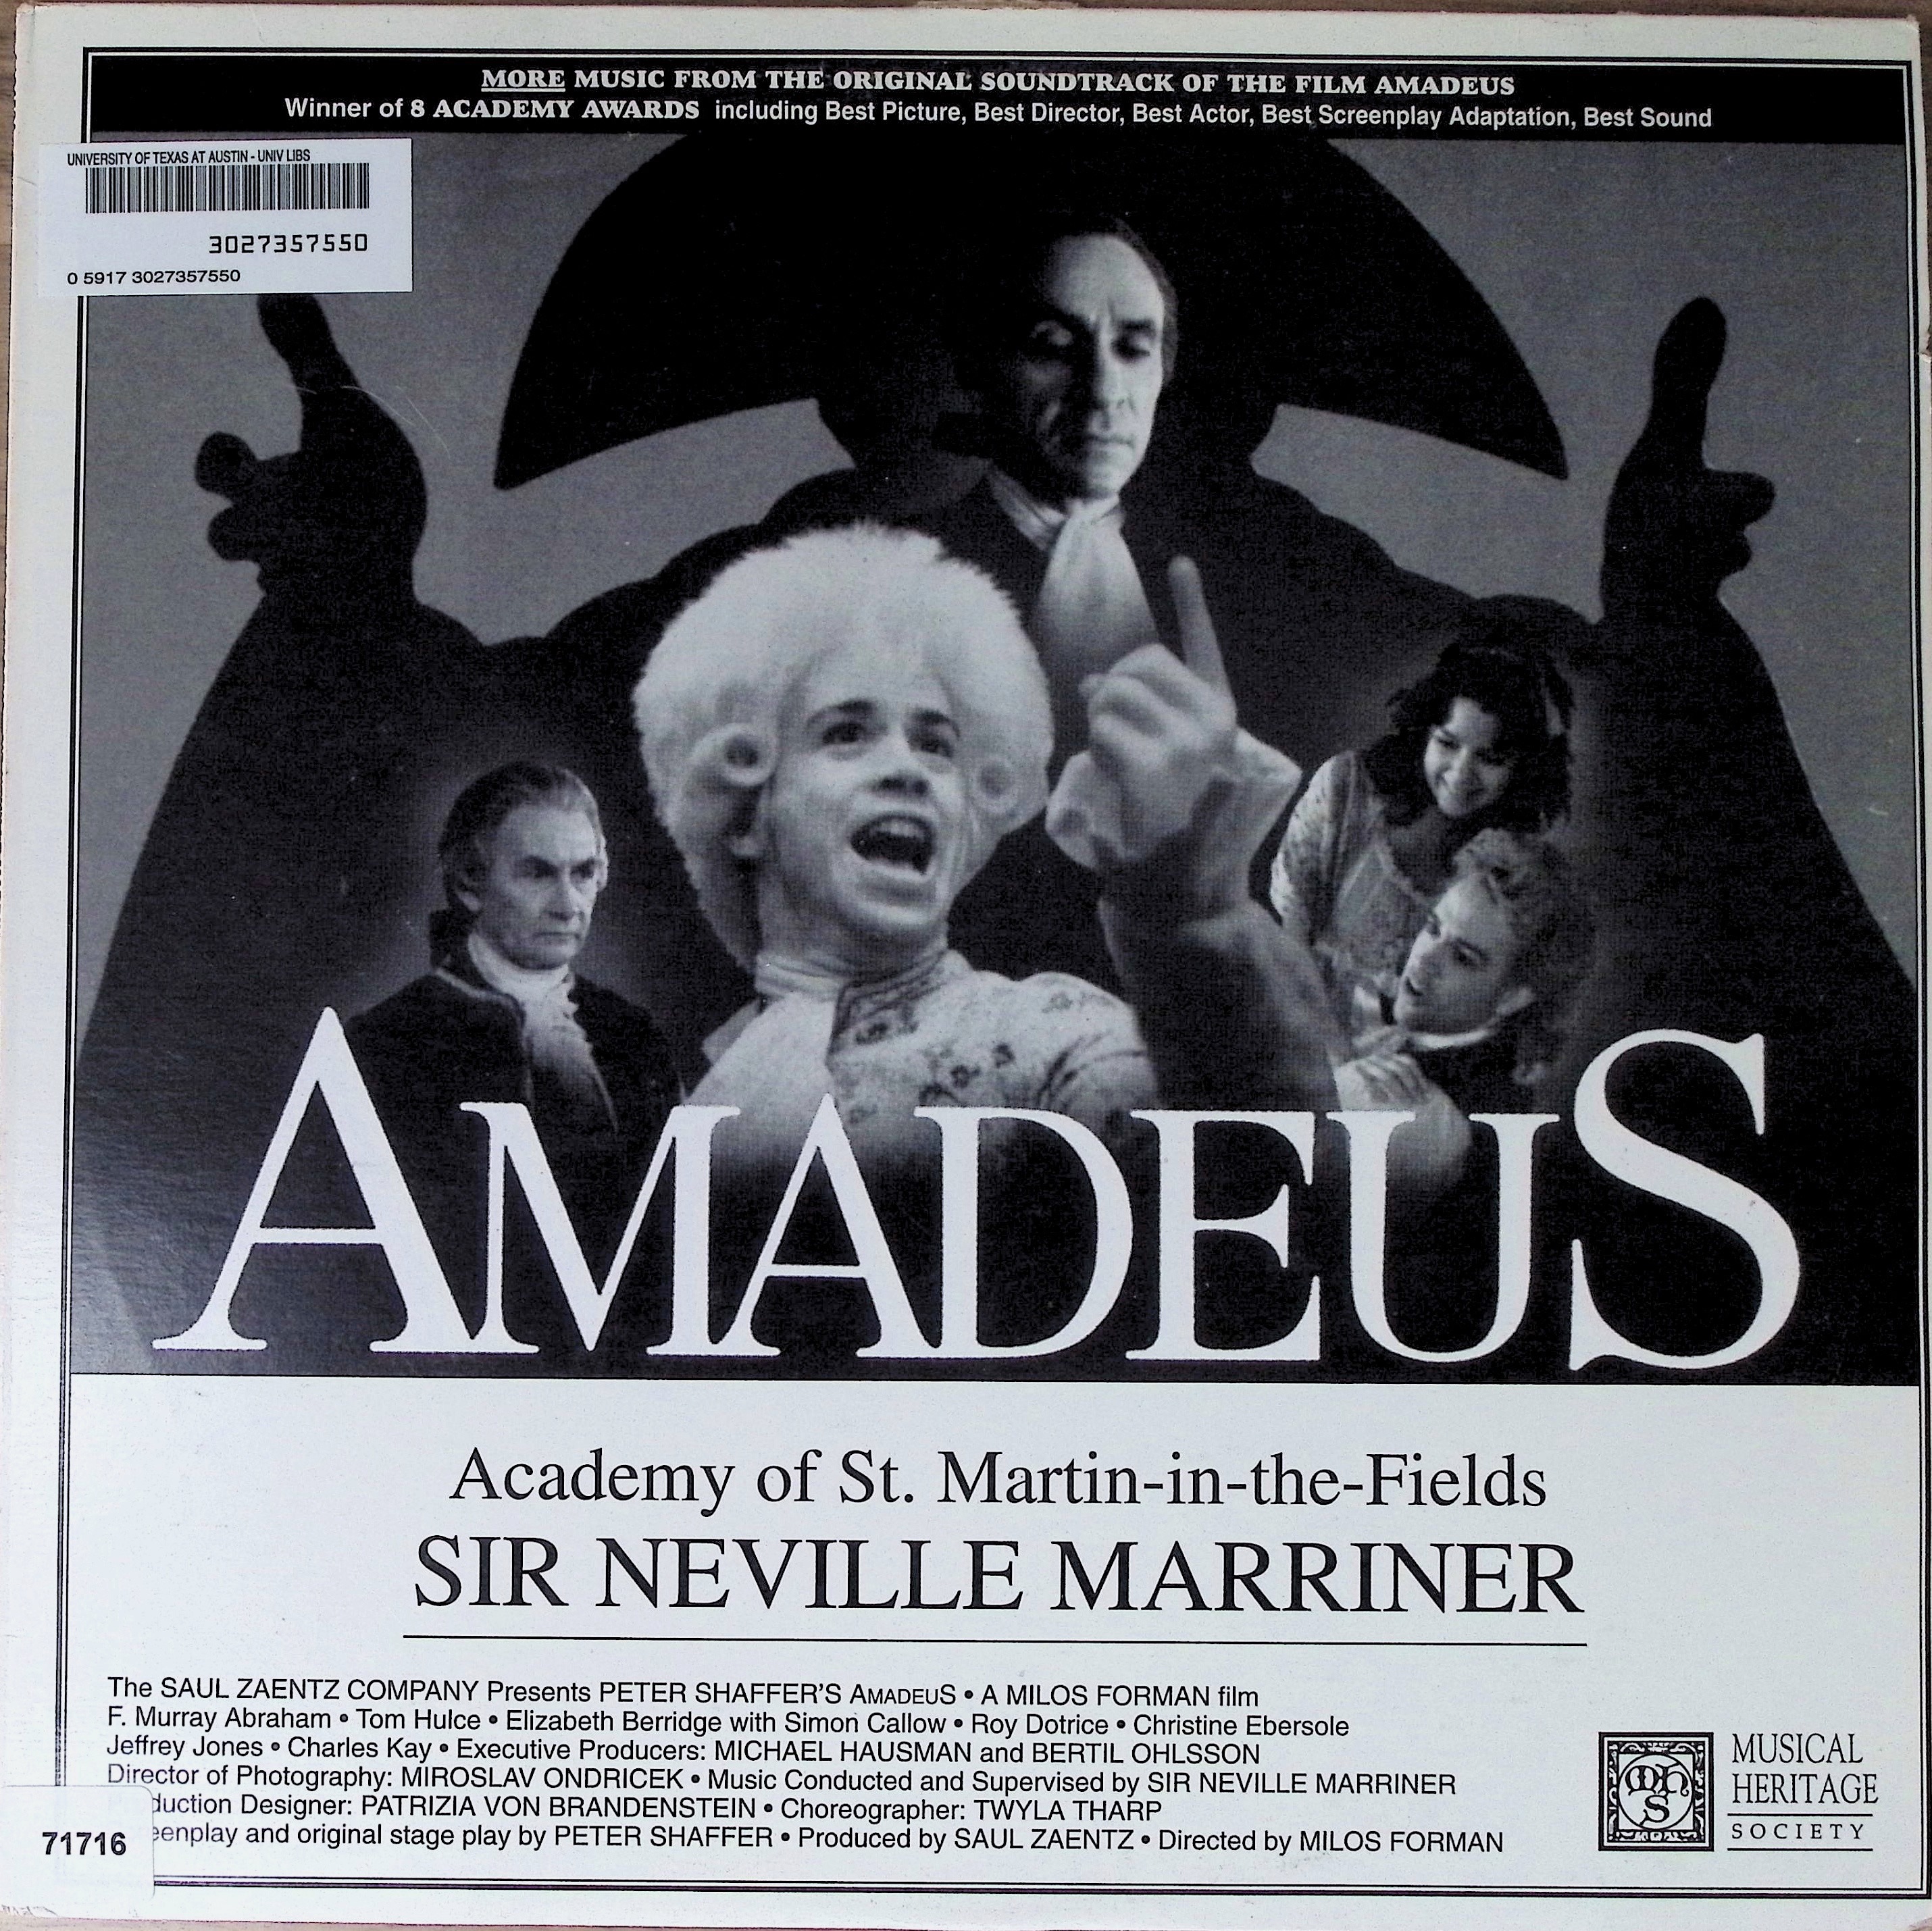 MORE MUSIC FROM THE ORIGINAL SOUNDTRACK OF THE FILM AMADEUS
Winner of 8 ACADEMY AWARDS including Best Picture, Best Director, Best Actor, Best Screenplay Adaptation, Best Sound
UNIVERSITY OF TEXAS AT AUSTIN - UNIV LIBS
3027357550
0 5917 3027357550
AMADEUS
Academy of St. Martin-in-the-Fields
SIR NEVILLE MARRINER
The SAUL ZAENTZ COMPANY Presents PETER SHAFFER'S AMADEUS • A MILOS FORMAN film
F. Murray Abraham • Tom Hulce • Elizabeth Berridge with Simon Callow • Roy Dotrice • Christine Ebersole
Jeffrey Jones • Charles Kay • Executive Producers: MICHAEL HAUSMAN and BERTIL OHLSSON
Director of Photography: MIROSLAV ONDRICEK • Music Conducted and Supervised by SIR NEVILLE MARRINER
duction Designer: PATRIZIA VON BRANDENSTEIN • Choreographer: TWYLA THARP
eenplay and original stage play by PETER SHAFFER • Produced by SAUL ZAENTZ • Directed by MILOS FORMAN
71716
mhs
MUSICAL
HERITAGE
SOCIETY